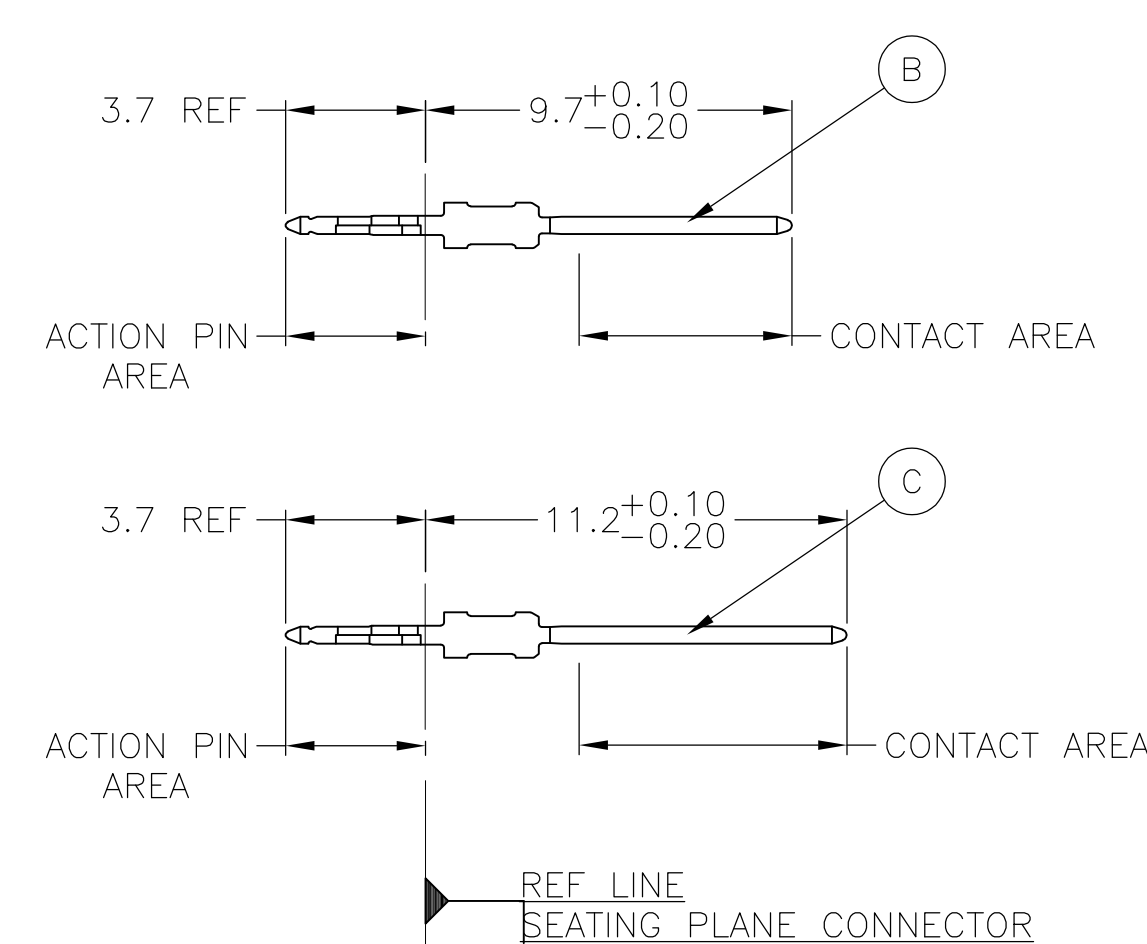 B
3.7 REF
9.7 +0.10 -0.20
ACTION PIN AREA
CONTACT AREA
C
3.7 REF
11.2 +0.10 -0.20
ACTION PIN AREA
CONTACT AREA
REF LINE
SEATING PLANE CONNECTOR